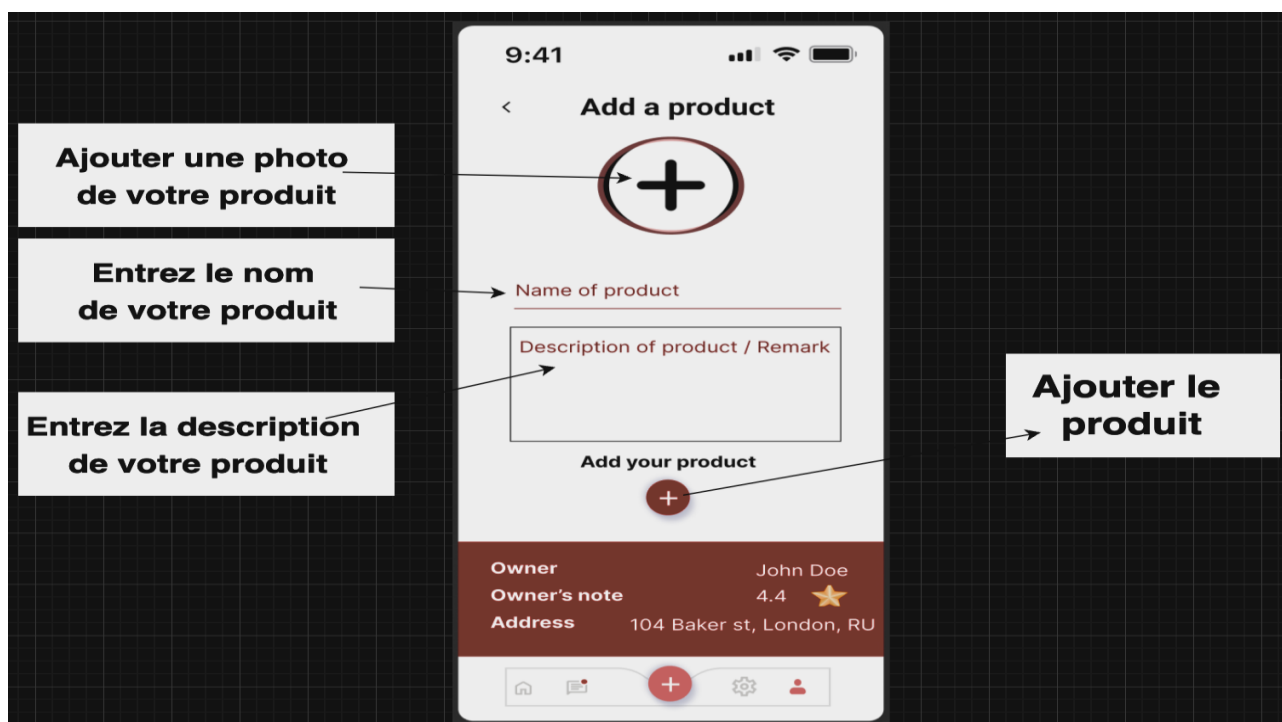 9:41
Add a product
Ajouter une photo
de votre produit
Entrez le nom
de votre produit
Name of product
Description of product / Remark
Entrez la description
de votre produit
Ajouter le
produit
Add your product
Owner John Doe
Owner's note 4.4
Address 104 Baker st, London, RU